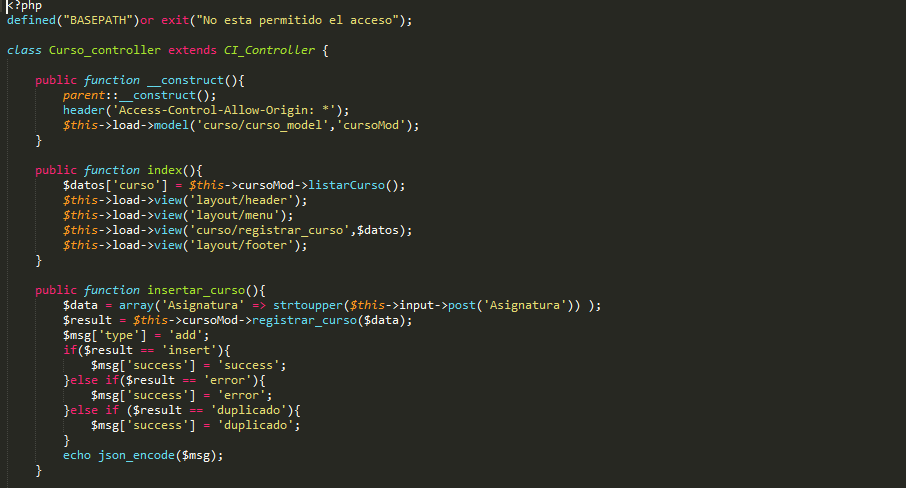 <?php
defined("BASEPATH")or exit("No esta permitido el acceso");
class Curso_controller extends CI_Controller {
public function __construct(){
parent::__construct();
header('Access-Control-Allow-Origin: *');
$this->load->model('curso/curso_model','cursoMod');
}
public function index(){
$datos['curso'] = $this->cursoMod->listarCurso();
$this->load->view('layout/header');
$this->load->view('layout/menu');
$this->load->view('curso/registrar_curso',$datos);
$this->load->view('layout/footer');
}
public function insertar_curso(){
$data = array('Asignatura' => strtoupper($this->input->post('Asignatura')) );
$result = $this->cursoMod->registrar_curso($data);
$msg['type'] = 'add';
if($result == 'insert'){
$msg['success'] = 'success';
}else if($result == 'error'){
$msg['success'] = 'error';
}else if ($result == 'duplicado'){
$msg['success'] = 'duplicado';
}
echo json_encode($msg);
}